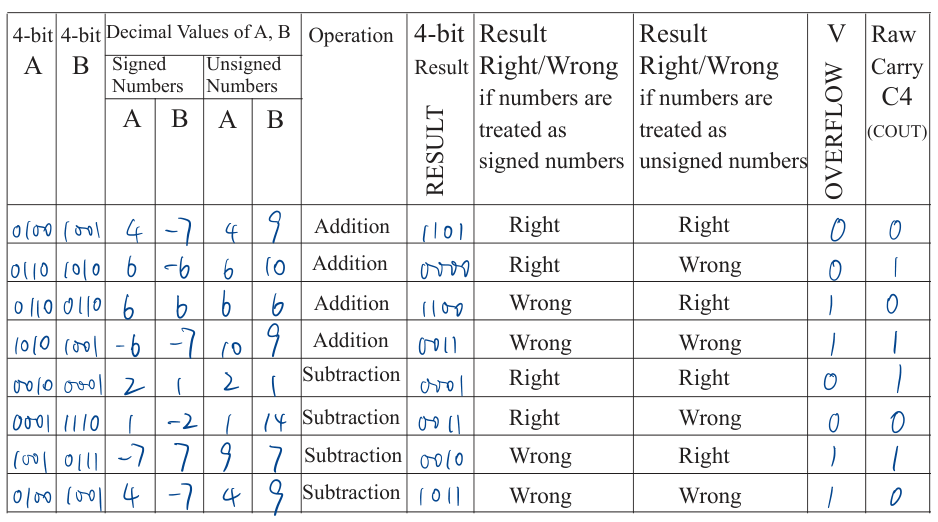 4-bit A 4-bit B Decimal Values of A, B Operation 4-bit Result RESULT Result Right/Wrong if numbers are treated as signed numbers Result Right/Wrong if numbers are treated as unsigned numbers V OVERFLOW Raw Carry C4 (COUT)
Signed Numbers Unsigned Numbers
A B A B
0100 1001 4 -7 4 9 Addition 1101 Right Right 0 0
0110 1010 6 -6 6 10 Addition 0000 Right Wrong 0 1
0110 0110 6 6 6 6 Addition 1100 Wrong Right 1 0
1010 1001 -6 -7 10 9 Addition 0011 Wrong Wrong 1 1
0010 0001 2 1 2 1 Subtraction 0001 Right Right 0 1
0001 1110 1 -2 1 14 Subtraction 0011 Right Wrong 0 0
1001 0111 -7 7 9 7 Subtraction 0010 Wrong Right 1 1
0100 1001 4 -7 4 9 Subtraction 1011 Wrong Wrong 1 0